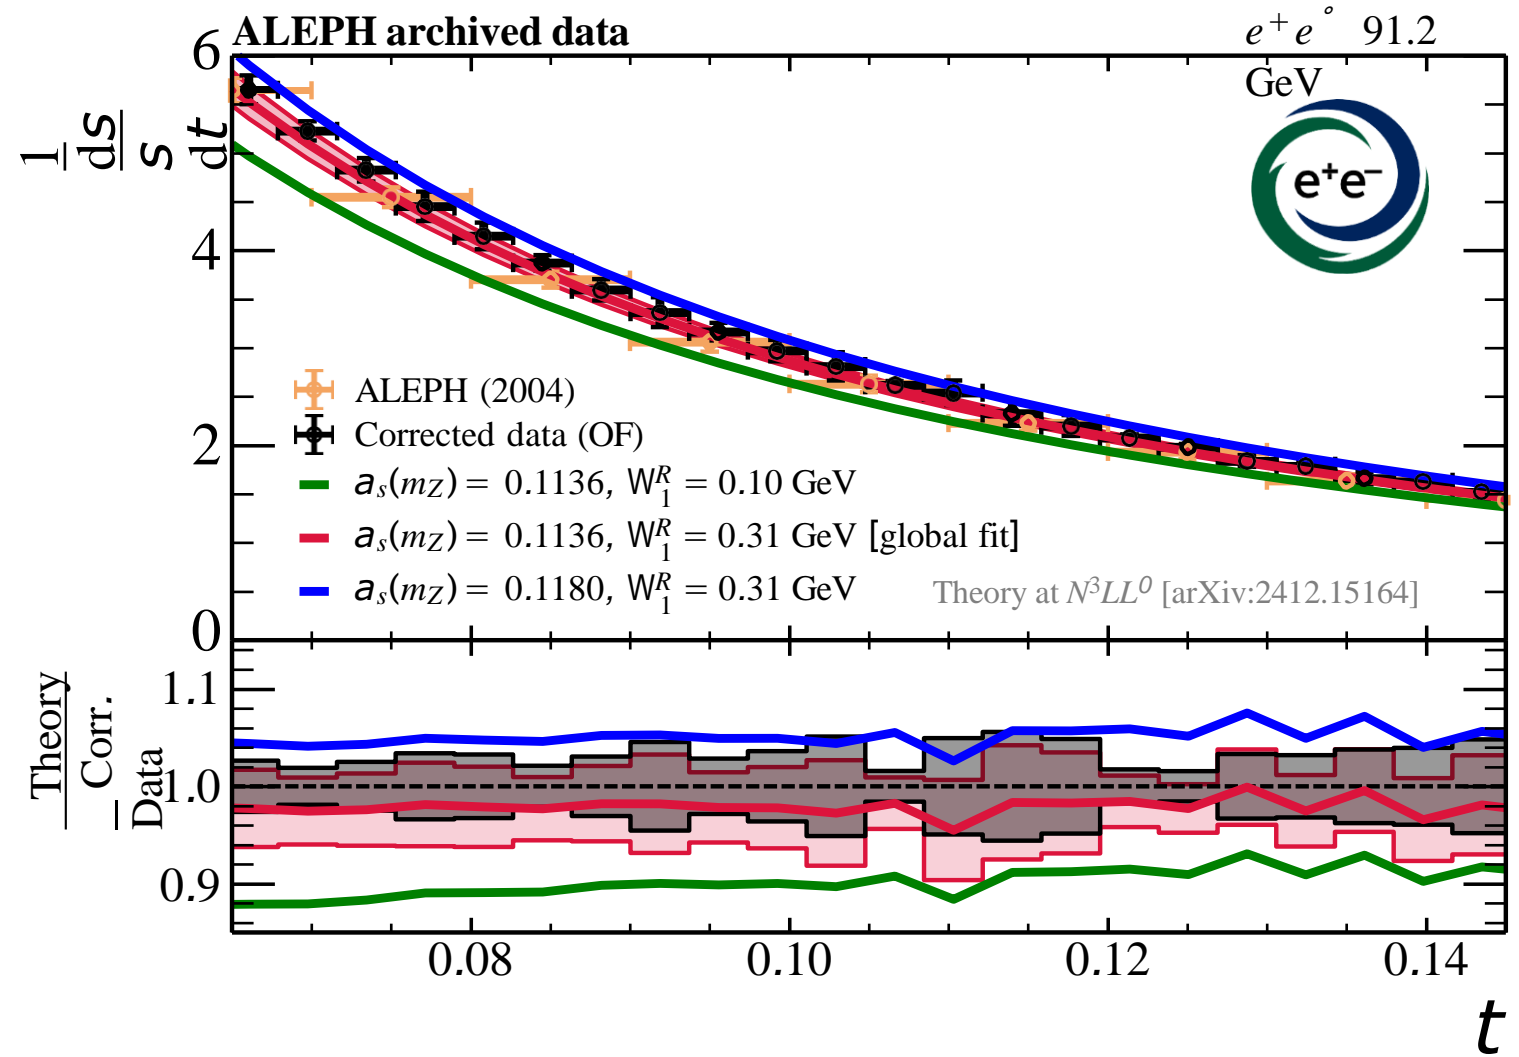 ALEPH archived data
e⁺e˚ 91.2
GeV
e⁺e⁻
1 ds
s dt
6
4
2
0
ALEPH (2004)
Corrected data (OF)
a_s(m_Z) = 0.1136, W₁ᴿ = 0.10 GeV
a_s(m_Z) = 0.1136, W₁ᴿ = 0.31 GeV [global fit]
a_s(m_Z) = 0.1180, W₁ᴿ = 0.31 GeV
Theory at N³LL⁰ [arXiv:2412.15164]
Theory
Corr.
Data
1.1
1.0
0.9
0.08 0.10 0.12 0.14
t